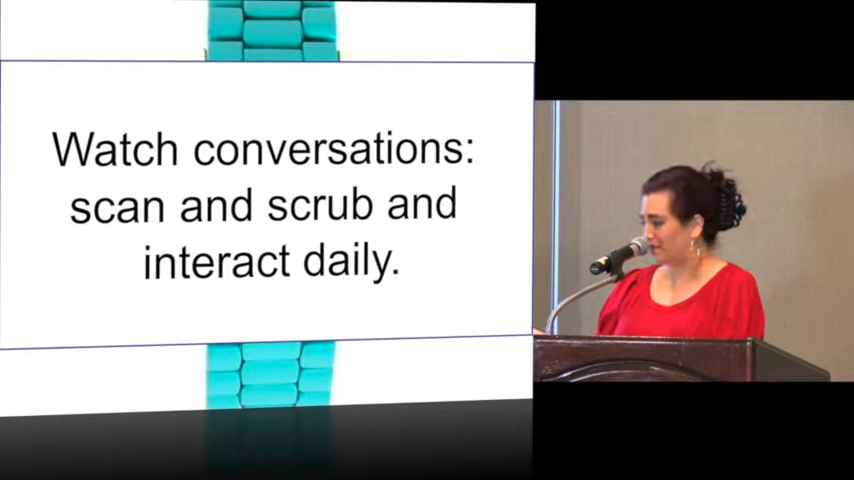 Watch conversations:
scan and scrub and
interact daily.